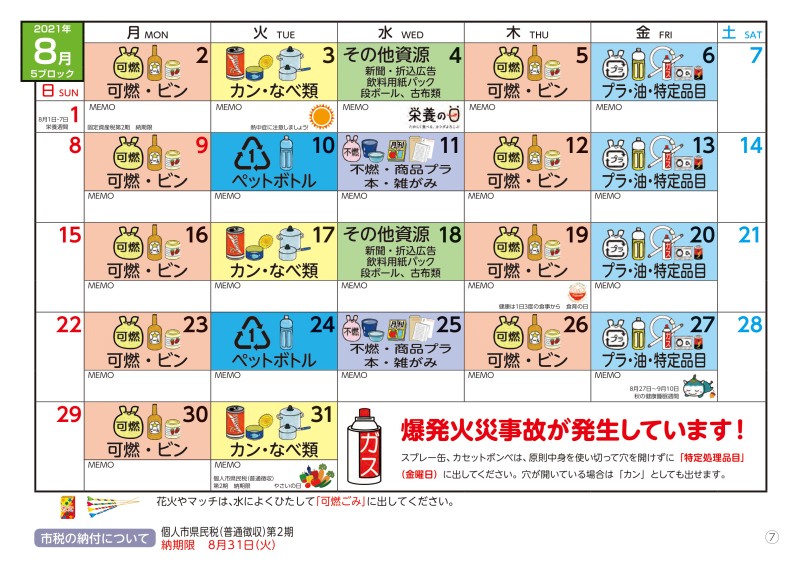 2021年
8月
5ブロック
月 MON
火 TUE
水 WED
木 THU
金 FRI
土 SAT
日 SUN
8月1日~7日
栄養週間
1
可燃
2
可燃・ビン
MEMO
固定資産税第2期 納期限
3
カン・なべ類
MEMO
熱中症に注意しましょう!
その他資源 4
新聞・折込広告
飲料用紙パック
段ボール、古布類
MEMO
栄養の日
可燃
5
可燃・ビン
MEMO
プラ
6
プラ・油・特定品目
MEMO
7
8
可燃
9
可燃・ビン
MEMO
1
10
ペットボトル
MEMO
不燃
月刊
11
不燃・商品プラ
本・雑がみ
MEMO
可燃
12
可燃・ビン
MEMO
プラ
13
プラ・油・特定品目
MEMO
14
15
可燃
16
可燃・ビン
MEMO
17
カン・なべ類
MEMO
その他資源 18
新聞・折込広告
飲料用紙パック
段ボール、古布類
MEMO
可燃
19
可燃・ビン
MEMO
健康は1日3度の食事から 食育の日
プラ
20
プラ・油・特定品目
MEMO
21
22
可燃
23
可燃・ビン
MEMO
1
24
ペットボトル
MEMO
不燃
月刊
25
不燃・商品プラ
本・雑がみ
MEMO
可燃
26
可燃・ビン
MEMO
プラ
27
プラ・油・特定品目
MEMO
8月27日~9月10日
秋の健康睡眠週間
28
29
可燃
30
可燃・ビン
MEMO
31
カン・なべ類
MEMO
個人市県民税(普通徴収)
第2期 納期限
やさいの日
ガス
爆発火災事故が発生しています!
スプレー缶、カセットボンベは、原則中身を使い切って穴を開けずに「特定処理品目」
(金曜日)に出してください。穴が開いている場合は「カン」としても出せます。
花火やマッチは、水によくひたして「可燃ごみ」に出してください。
市税の納付について
個人市県民税(普通徴収)第2期
納期限 8月31日(火)
⑦